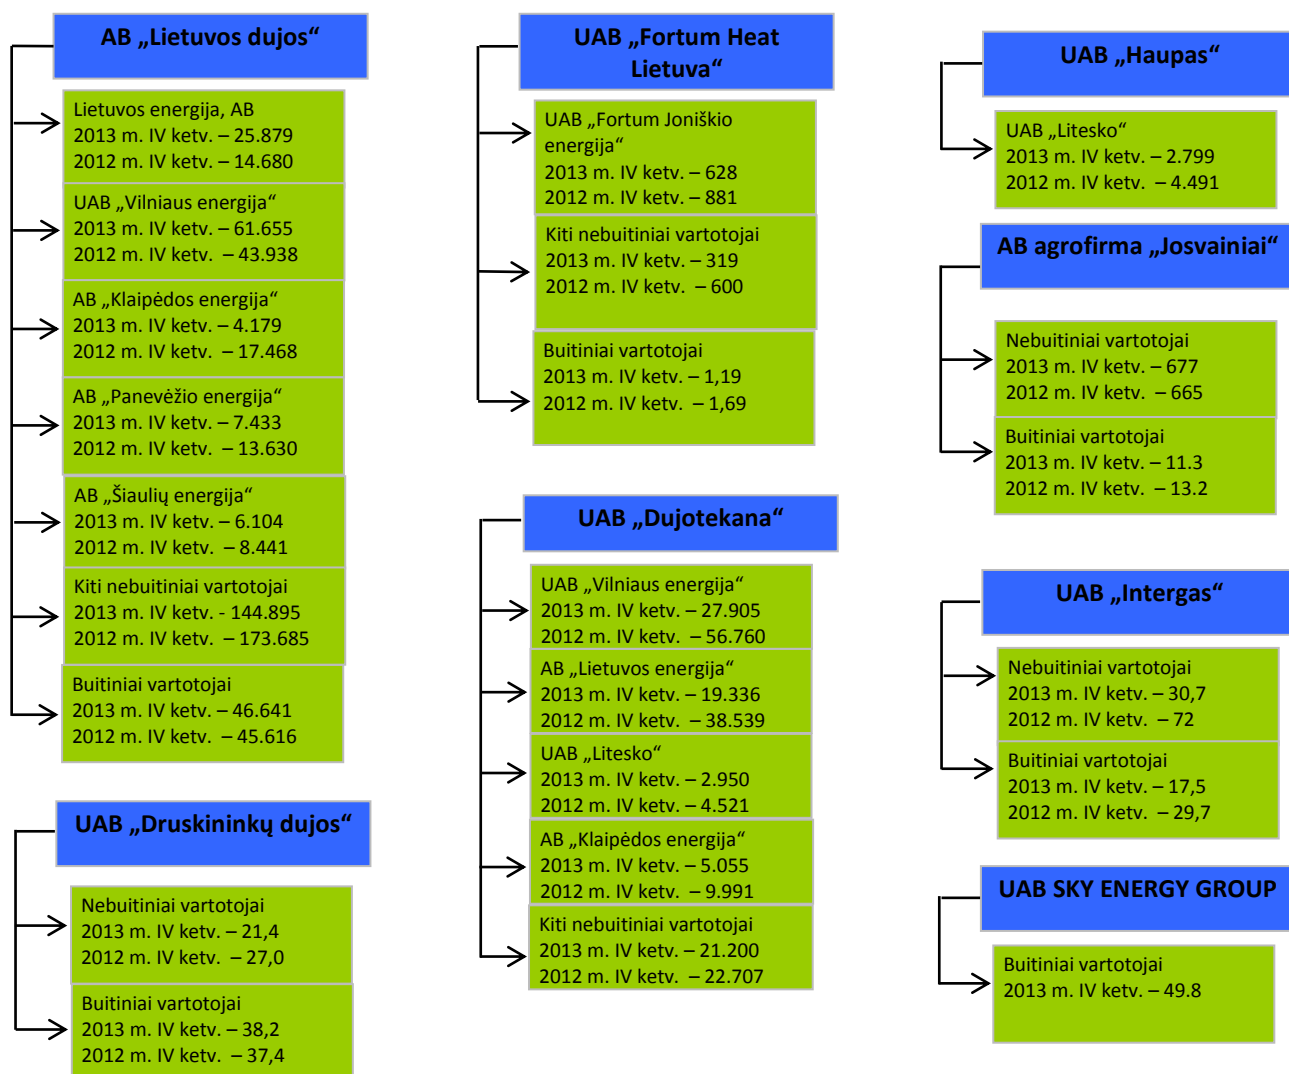 AB „Lietuvos dujos“
Lietuvos energija, AB
2013 m. IV ketv. – 25.879
2012 m. IV ketv. – 14.680
UAB „Vilniaus energija“
2013 m. IV ketv. – 61.655
2012 m. IV ketv. – 43.938
AB „Klaipėdos energija“
2013 m. IV ketv. – 4.179
2012 m. IV ketv. – 17.468
AB „Panevėžio energija“
2013 m. IV ketv. – 7.433
2012 m. IV ketv. – 13.630
AB „Šiaulių energija“
2013 m. IV ketv. – 6.104
2012 m. IV ketv. – 8.441
Kiti nebuitiniai vartotojai
2013 m. IV ketv. - 144.895
2012 m. IV ketv. – 173.685
Buitiniai vartotojai
2013 m. IV ketv. – 46.641
2012 m. IV ketv. – 45.616
UAB „Druskininkų dujos“
Nebuitiniai vartotojai
2013 m. IV ketv. – 21,4
2012 m. IV ketv. – 27,0
Buitiniai vartotojai
2013 m. IV ketv. – 38,2
2012 m. IV ketv. – 37,4
UAB „Fortum Heat
Lietuva“
UAB „Fortum Joniškio
energija“
2013 m. IV ketv. – 628
2012 m. IV ketv. – 881
Kiti nebuitiniai vartotojai
2013 m. IV ketv. – 319
2012 m. IV ketv. – 600
Buitiniai vartotojai
2013 m. IV ketv. – 1,19
2012 m. IV ketv. – 1,69
UAB „Dujotekana“
UAB „Vilniaus energija“
2013 m. IV ketv. – 27.905
2012 m. IV ketv. – 56.760
AB „Lietuvos energija“
2013 m. IV ketv. – 19.336
2012 m. IV ketv. – 38.539
UAB „Litesko“
2013 m. IV ketv. – 2.950
2012 m. IV ketv. – 4.521
AB „Klaipėdos energija“
2013 m. IV ketv. – 5.055
2012 m. IV ketv. – 9.991
Kiti nebuitiniai vartotojai
2013 m. IV ketv. – 21.200
2012 m. IV ketv. – 22.707
UAB „Haupas“
UAB „Litesko“
2013 m. IV ketv. – 2.799
2012 m. IV ketv. – 4.491
AB agrofirma „Josvainiai“
Nebuitiniai vartotojai
2013 m. IV ketv. – 677
2012 m. IV ketv. – 665
Buitiniai vartotojai
2013 m. IV ketv. – 11.3
2012 m. IV ketv. – 13.2
UAB „Intergas“
Nebuitiniai vartotojai
2013 m. IV ketv. – 30,7
2012 m. IV ketv. – 72
Buitiniai vartotojai
2013 m. IV ketv. – 17,5
2012 m. IV ketv. – 29,7
UAB SKY ENERGY GROUP
Buitiniai vartotojai
2013 m. IV ketv. – 49.8